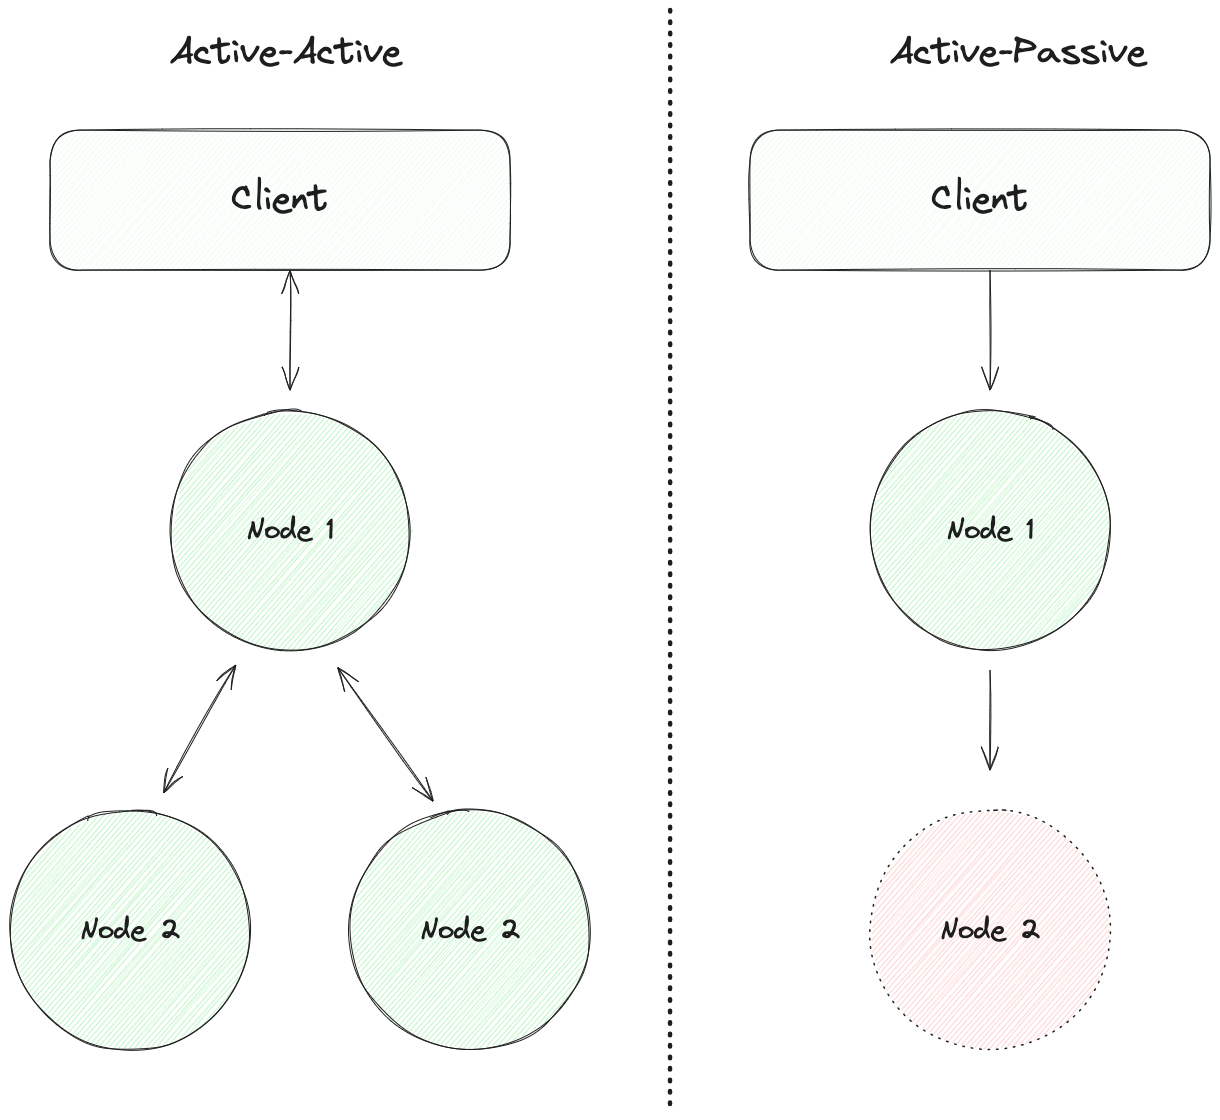 Active-Active
Client
Node 1
Node 2
Node 2
Active-Passive
Client
Node 1
Node 2